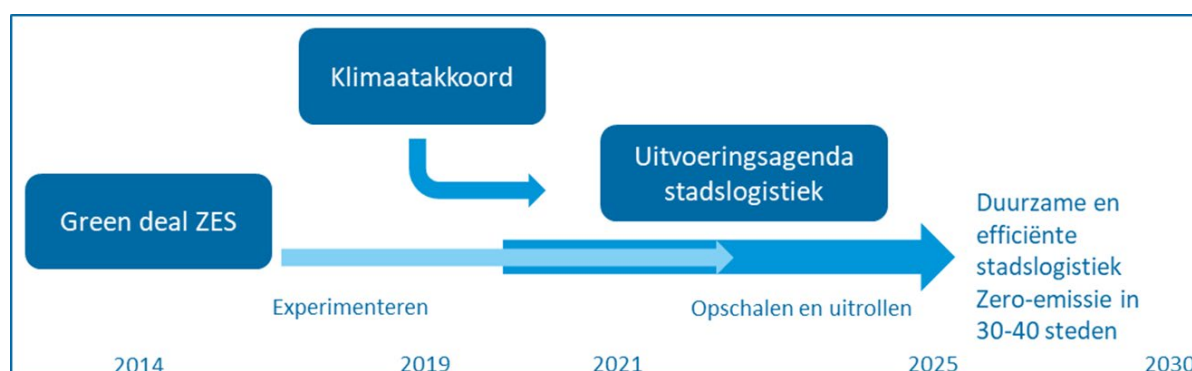 Klimaatakkoord
Uitvoeringsagenda
stadslogistiek
Green deal ZES
Duurzame en
efficiënte
stadslogistiek
Zero-emissie in
30-40 steden
Experimenteren
Opschalen en uitrollen
2014
2019
2021
2025
2030